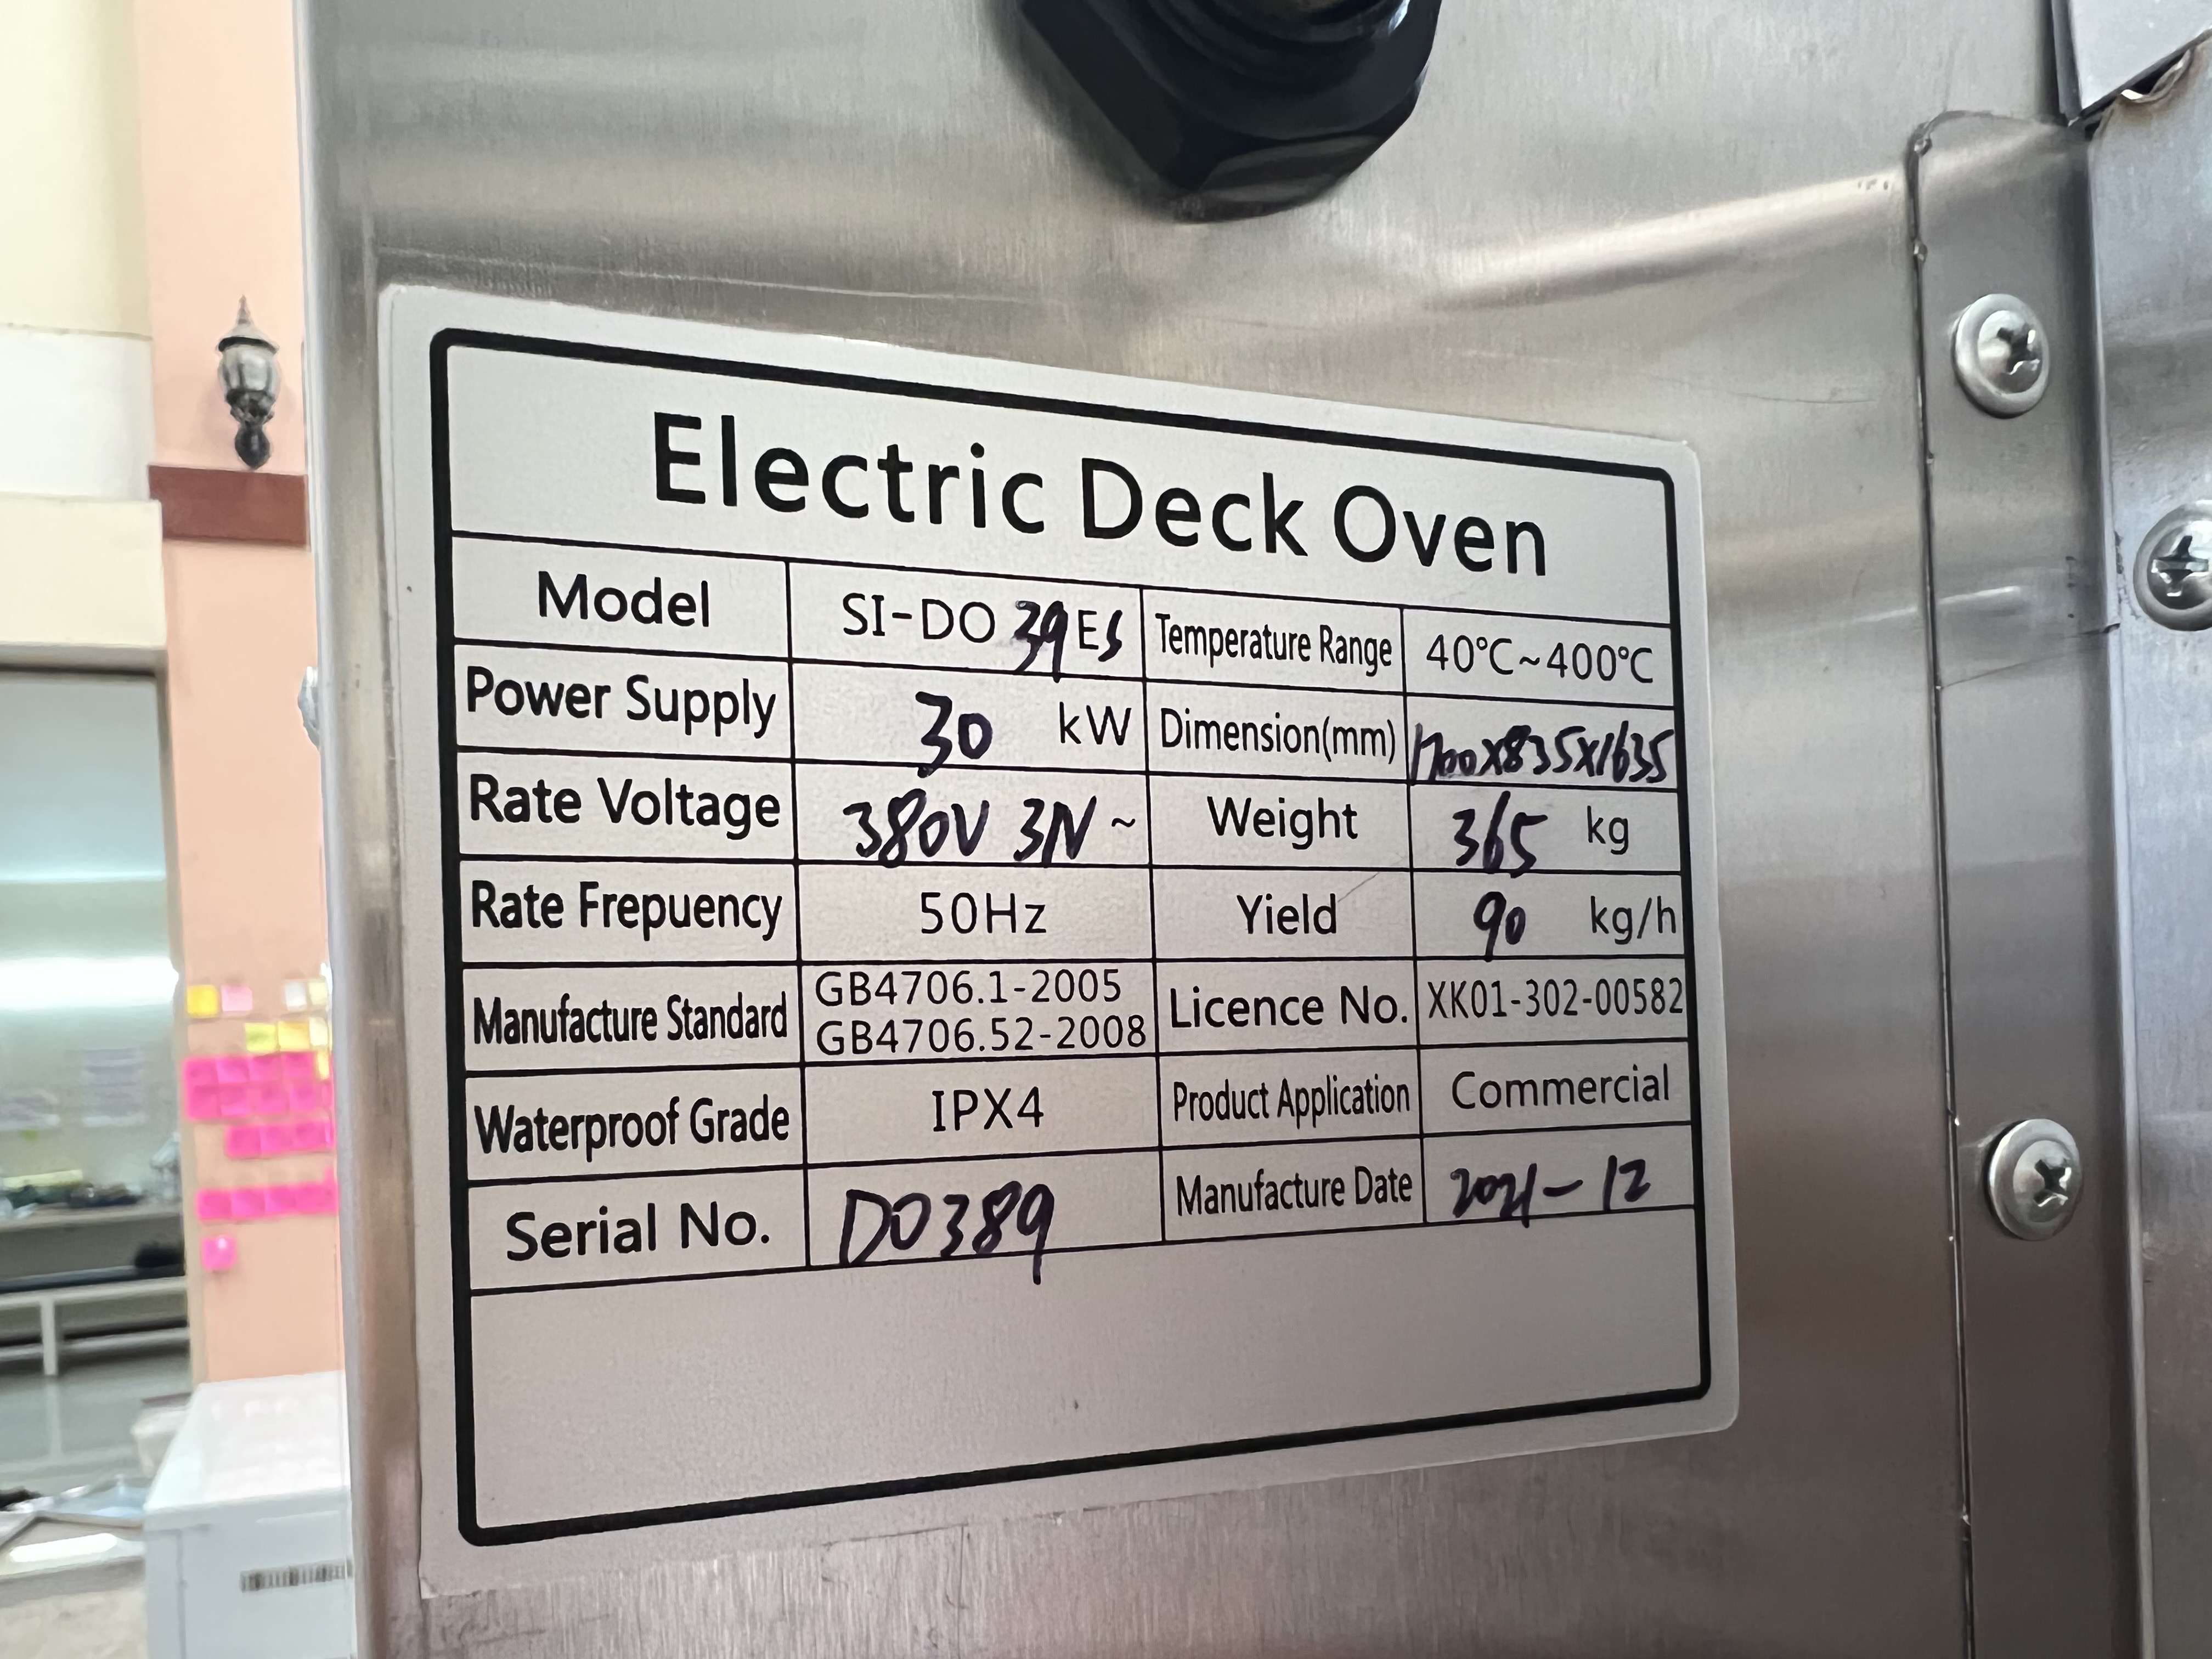 Electric Deck Oven
Model SI-DO 39ES Temperature Range 40℃~400℃
Power Supply 30 kW Dimension(mm) 1700X835X1635
Rate Voltage 380V 3N ~ Weight 365 kg
Rate Frepuency 50Hz Yield 90 kg/h
Manufacture Standard GB4706.1-2005 Licence No. XK01-302-00582
GB4706.52-2008
Waterproof Grade IPX4 Product Application Commercial
Serial No. D0389 Manufacture Date 2021-12